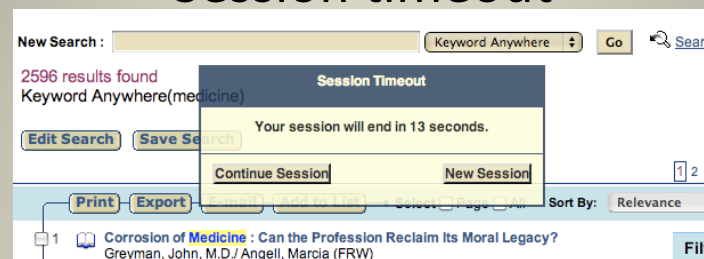 session timeout
New Search :
Keyword Anywhere
Go
Sear
2596 results found
Keyword Anywhere(medicine)
Session Timeout
Your session will end in 13 seconds.
Continue Session New Session
Edit Search Save Search
1 2
Print Export E-mail Add to List Select Page All Sort By: Relevance
1 Corrosion of Medicine : Can the Profession Reclaim Its Moral Legacy?
Greyman, John, M.D./ Angell, Marcia (FRW)
Fil